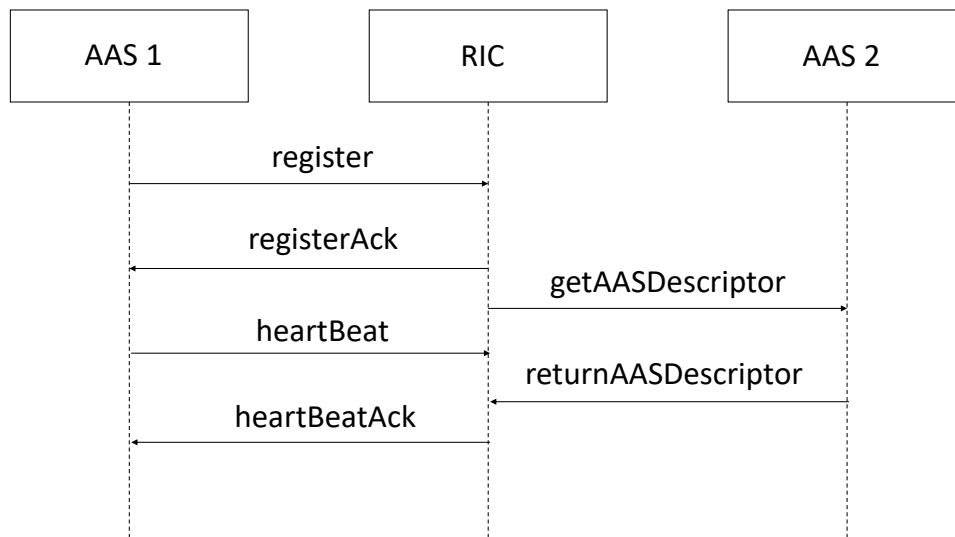 AAS 1
RIC
AAS 2
register
registerAck
getAASDescriptor
heartBeat
returnAASDescriptor
heartBeatAck